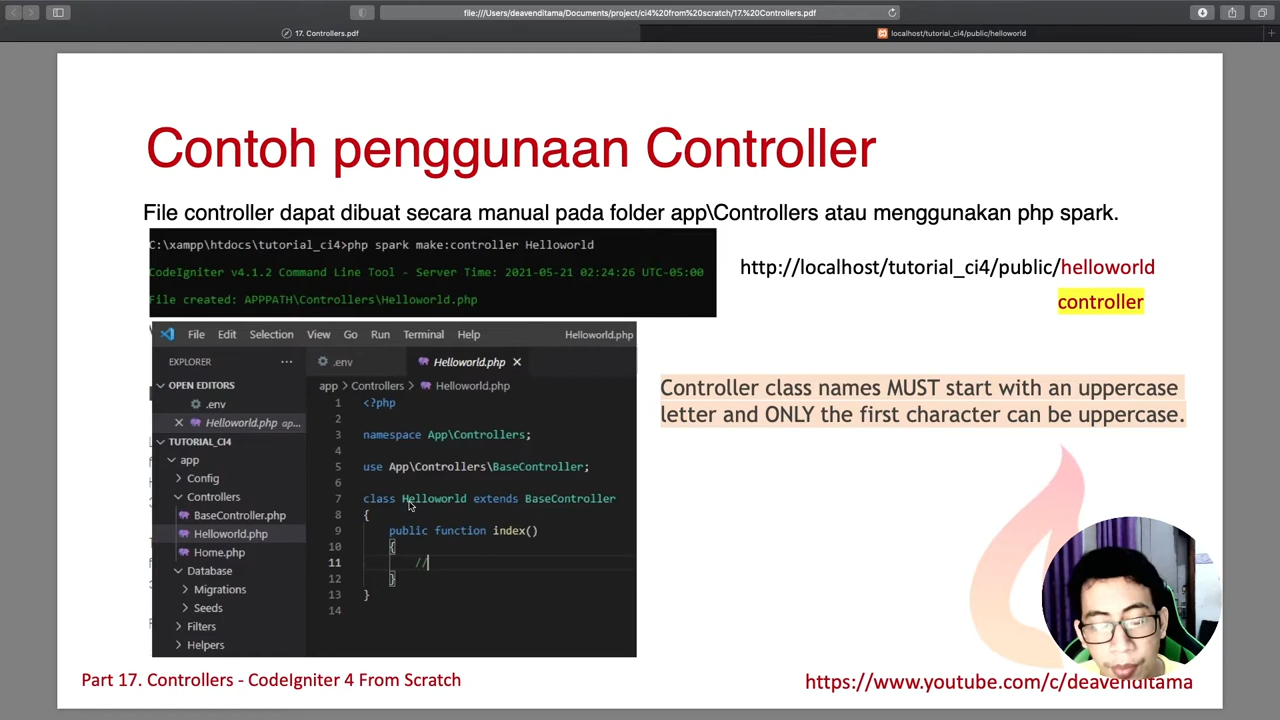 file:///Users/deavenditama/Documents/project/ci4%20from%20scratch/17.%20Controllers.pdf
17. Controllers.pdf
localhost/tutorial_ci4/public/helloworld
Contoh penggunaan Controller
File controller dapat dibuat secara manual pada folder app\Controllers atau menggunakan php spark.
C:\xampp\htdocs\tutorial_ci4>php spark make:controller Helloworld
CodeIgniter v4.1.2 Command Line Tool - Server Time: 2021-05-21 02:24:26 UTC-05:00
File created: APPPATH\Controllers\Helloworld.php
http://localhost/tutorial_ci4/public/helloworld
controller
File Edit Selection View Go Run Terminal Help Helloworld.php
EXPLORER ···
.env
Helloworld.php ×
OPEN EDITORS
.env
× Helloworld.php ap...
TUTORIAL_CI4
app
Config
Controllers
BaseController.php
Helloworld.php
Home.php
Database
Migrations
Seeds
Filters
Helpers
app > Controllers > Helloworld.php
1 <?php
2
3 namespace App\Controllers;
4
5 use App\Controllers\BaseController;
6
7 class Helloworld extends BaseController
8 {
9 public function index()
10 {
11 //
12 }
13 }
14
Controller class names MUST start with an uppercase
letter and ONLY the first character can be uppercase.
Part 17. Controllers - CodeIgniter 4 From Scratch
https://www.youtube.com/c/deavenditama